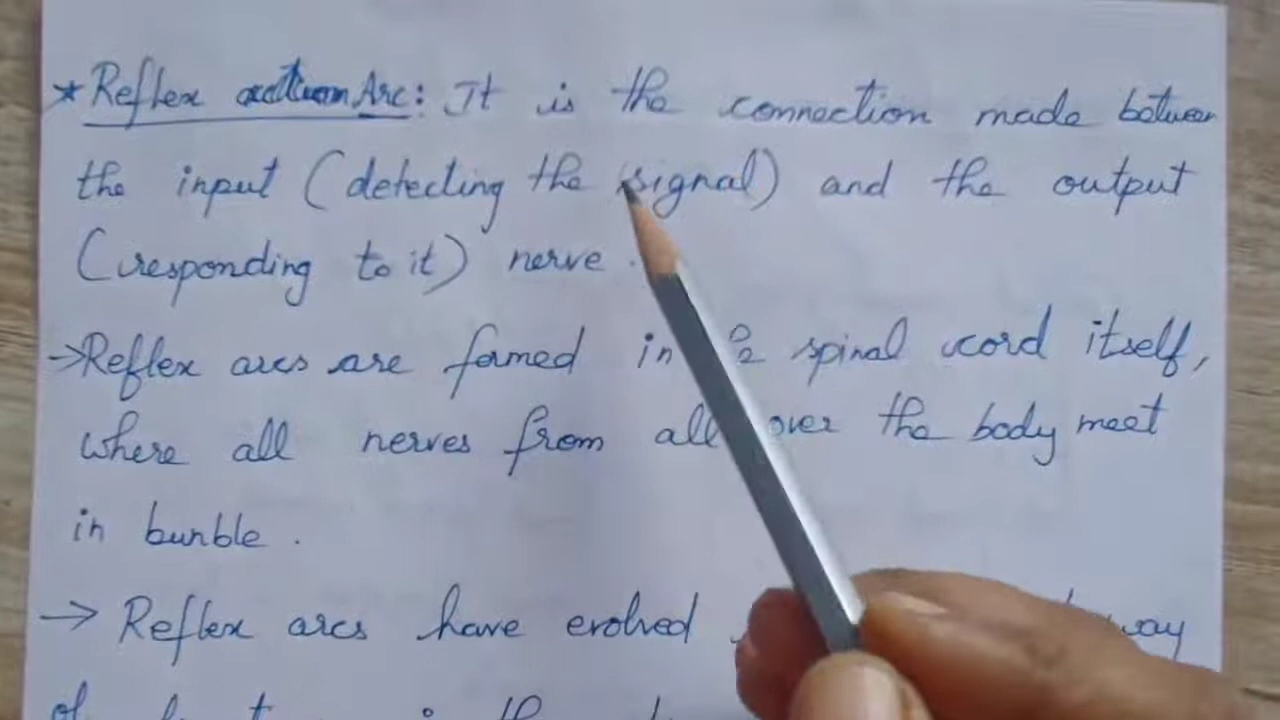 * Reflex Arc: It is the connection made between
the input (detecting the signal) and the output
(responding to it) nerve.
→ Reflex arcs are formed in spinal cord itself,
where all nerves from all over the body meet
in bunble.
→ Reflex arcs have evolved way